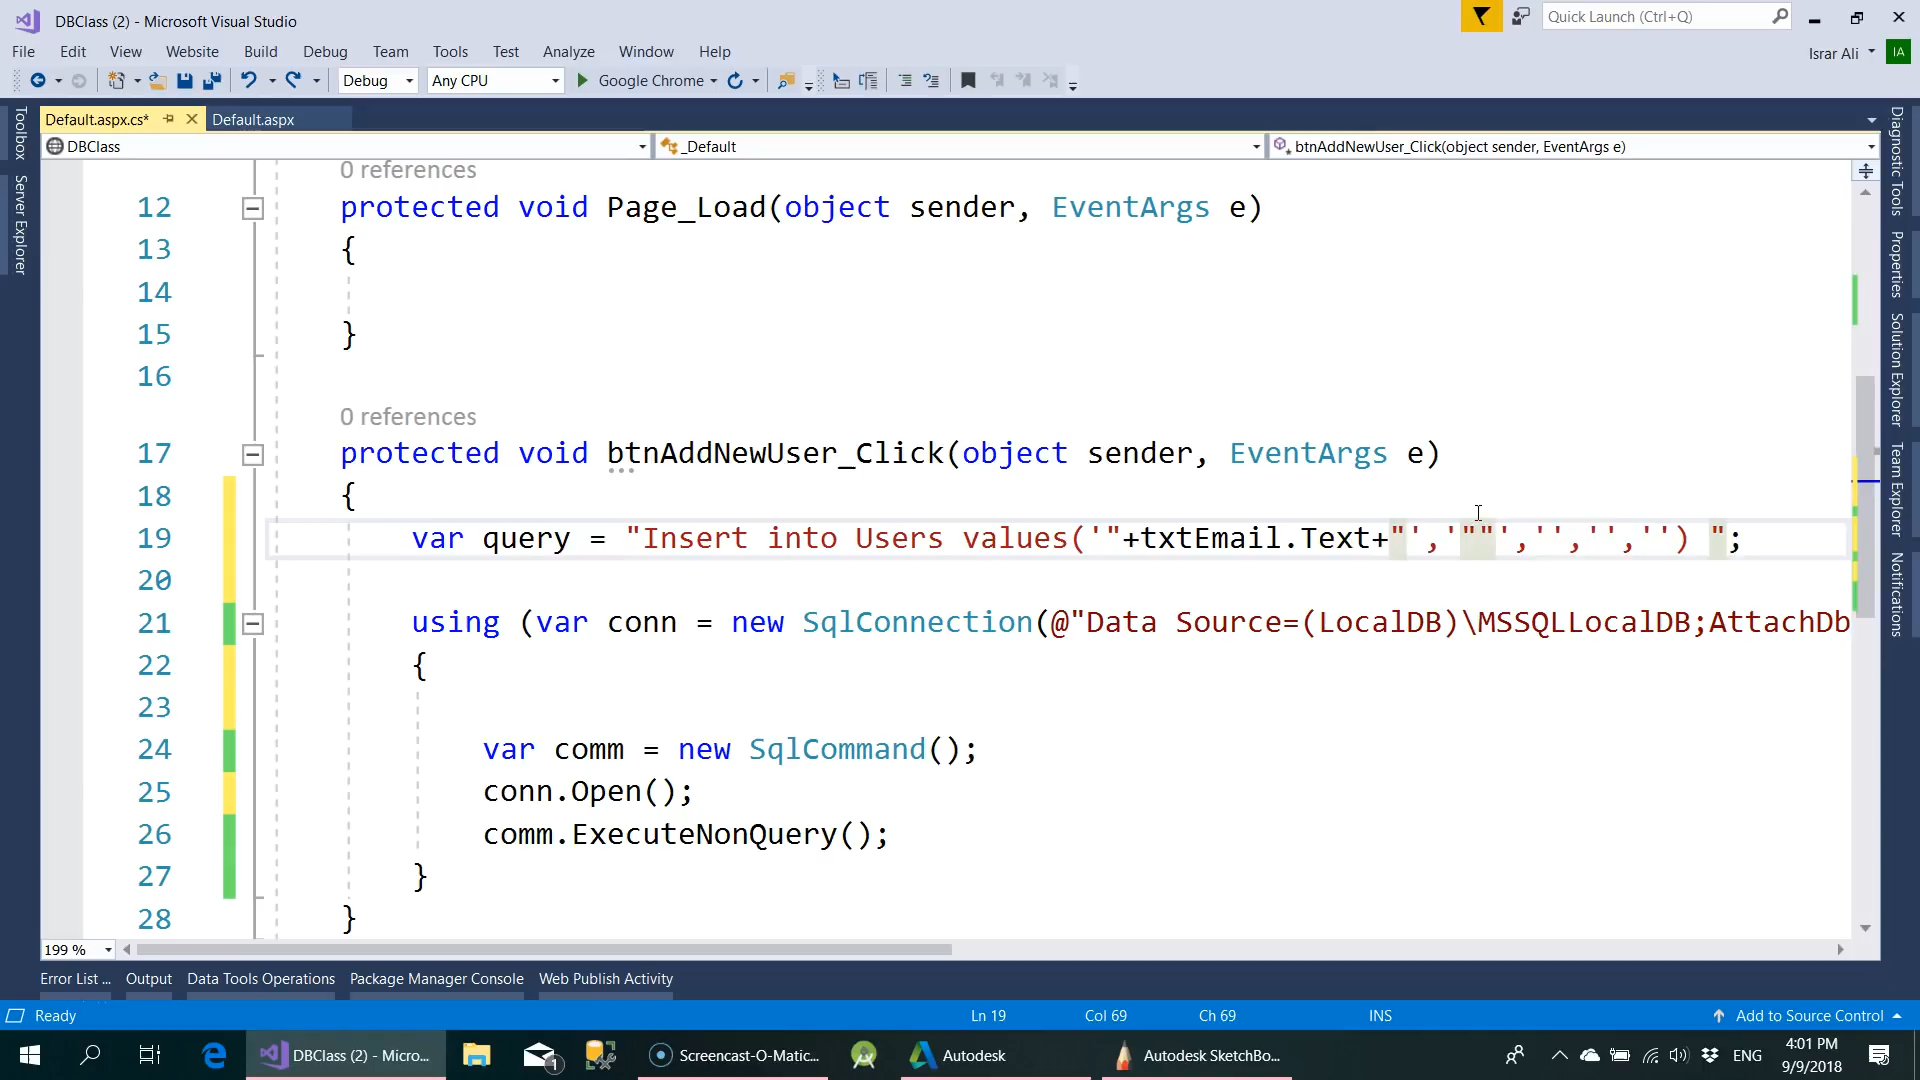 DBClass (2) - Microsoft Visual Studio
Quick Launch (Ctrl+Q)
File Edit View Website Build Debug Team Tools Test Analyze Window Help
Israr Ali IA
Debug Any CPU Google Chrome
Default.aspx.cs* Default.aspx
DBClass _Default btnAddNewUser_Click(object sender, EventArgs e)
Toolbox
Server Explorer
0 references
12 protected void Page_Load(object sender, EventArgs e)
13 {
14
15 }
16
0 references
17 protected void btnAddNewUser_Click(object sender, EventArgs e)
18 {
19 var query = "Insert into Users values('"+txtEmail.Text+"','""','','','') ";
20
21 using (var conn = new SqlConnection(@"Data Source=(LocalDB)\MSSQLLocalDB;AttachDb
22 {
23
24 var comm = new SqlCommand();
25 conn.Open();
26 comm.ExecuteNonQuery();
27 }
28 }
Diagnostic Tools
Properties
Solution Explorer
Team Explorer
Notifications
199 %
Error List ... Output Data Tools Operations Package Manager Console Web Publish Activity
Ready Ln 19 Col 69 Ch 69 INS Add to Source Control
DBClass (2) - Micro... 1 Screencast-O-Matic... Autodesk Autodesk SketchBo... ENG
4:01 PM
9/9/2018